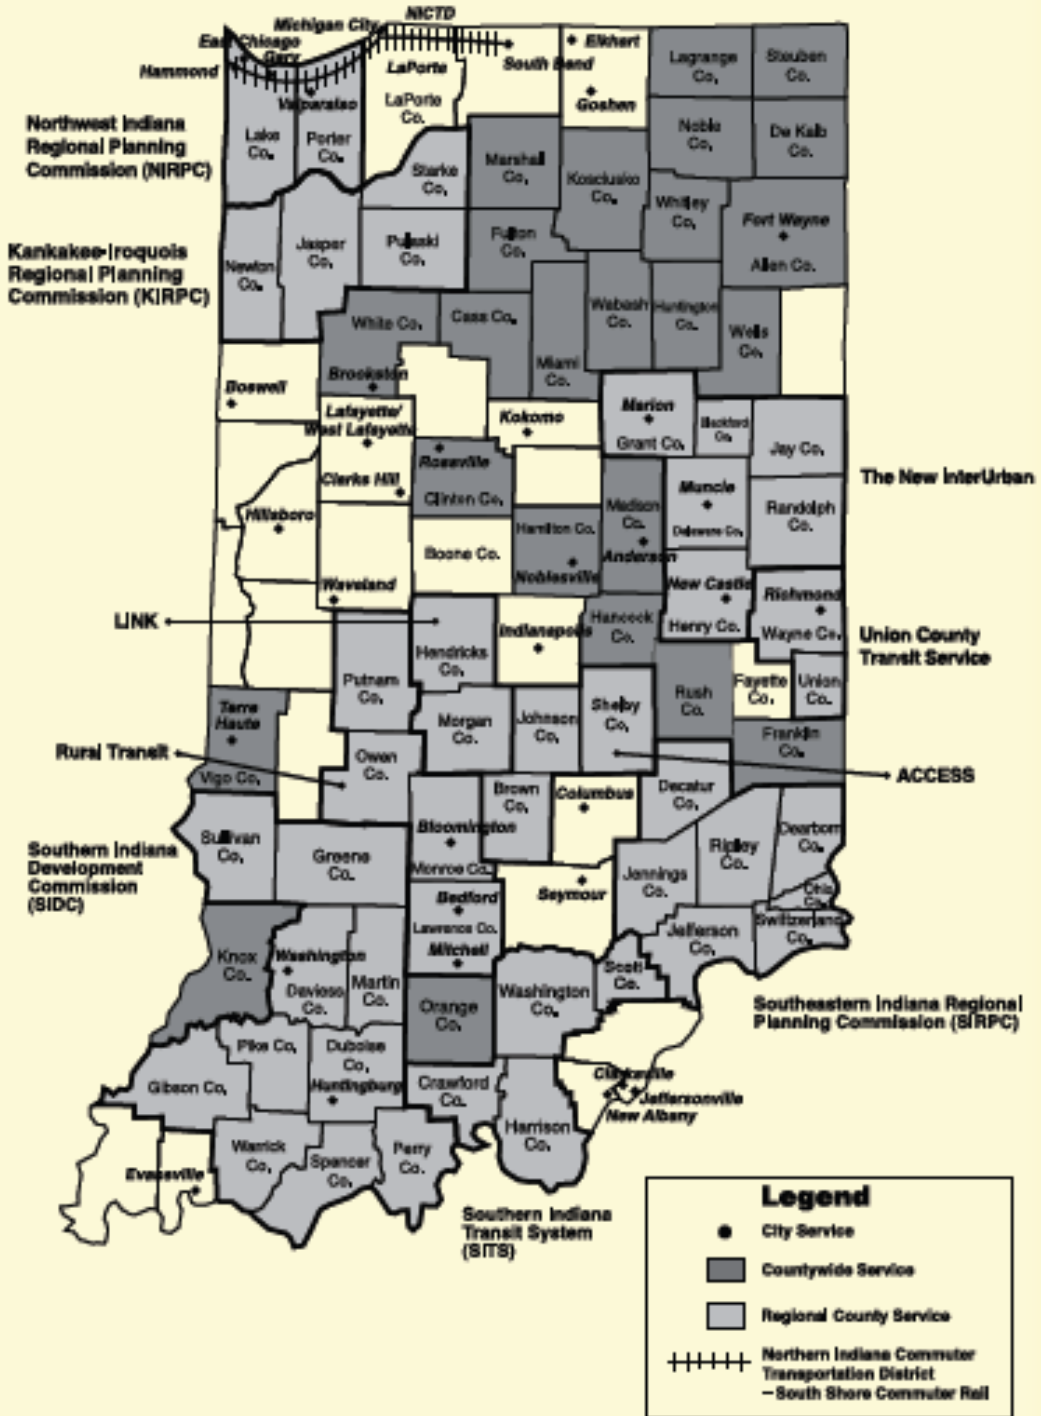 NICTD
Michigan City
East Chicago
Gary
Hammond
Valparaiso
LaPorte
LaPorte
Co.
South Bend
Elkhart
Goshen
Lagrange
Co.
Steuben
Co.
Northwest Indiana
Regional Planning
Commission (NIRPC)
Lake
Co.
Porter
Co.
Starke
Co.
Marshall
Co.
Kosciusko
Co.
Noble
Co.
De Kalb
Co.
Whitley
Co.
Fort Wayne
Allen Co.
Kankakee-Iroquois
Regional Planning
Commission (KIRPC)
Newton
Co.
Jasper
Co.
Pulaski
Co.
Fulton
Co.
White Co.
Cass Co.
Miami
Co.
Wabash
Co.
Huntington
Co.
Wells
Co.
Brookston
Boswell
Lafayette/
West Lafayette
Clarks Hill
Kokomo
Marion
Grant Co.
Blackford
Co.
Jay Co.
Rossville
Clinton Co.
The New InterUrban
Hillsboro
Boone Co.
Hamilton Co.
Noblesville
Madison
Co.
Anderson
Muncie
Delaware Co.
Randolph
Co.
Waveland
LINK
Hendricks
Co.
Indianapolis
Hancock
Co.
New Castle
Henry Co.
Richmond
Wayne Co.
Union County
Transit Service
Putnam
Co.
Morgan
Co.
Johnson
Co.
Shelby
Co.
Rush
Co.
Fayette
Co.
Union
Co.
Terre
Haute
Vigo Co.
Rural Transit
Owen
Co.
Franklin
Co.
ACCESS
Brown
Co.
Columbus
Decatur
Co.
Bloomington
Monroe Co.
Southern Indiana
Development
Commission
(SIDC)
Sullivan
Co.
Greene
Co.
Jennings
Co.
Ripley
Co.
Dearborn
Co.
Ohio
Co.
Switzerland
Co.
Bedford
Lawrence Co.
Mitchell
Seymour
Jefferson
Co.
Knox
Co.
Washington
Daviess
Co.
Martin
Co.
Orange
Co.
Washington
Co.
Scott
Co.
Southeastern Indiana Regional
Planning Commission (SIRPC)
Pike Co.
Duboise
Co.
Huntingburg
Gibson Co.
Crawford
Co.
Harrison
Co.
Clarksville
Jeffersonville
New Albany
Warrick
Co.
Spencer
Co.
Perry
Co.
Evansville
Southern Indiana
Transit System
(SITS)
Legend
City Service
Countywide Service
Regional County Service
Northern Indiana Commuter
Transportation District
–South Shore Commuter Rail